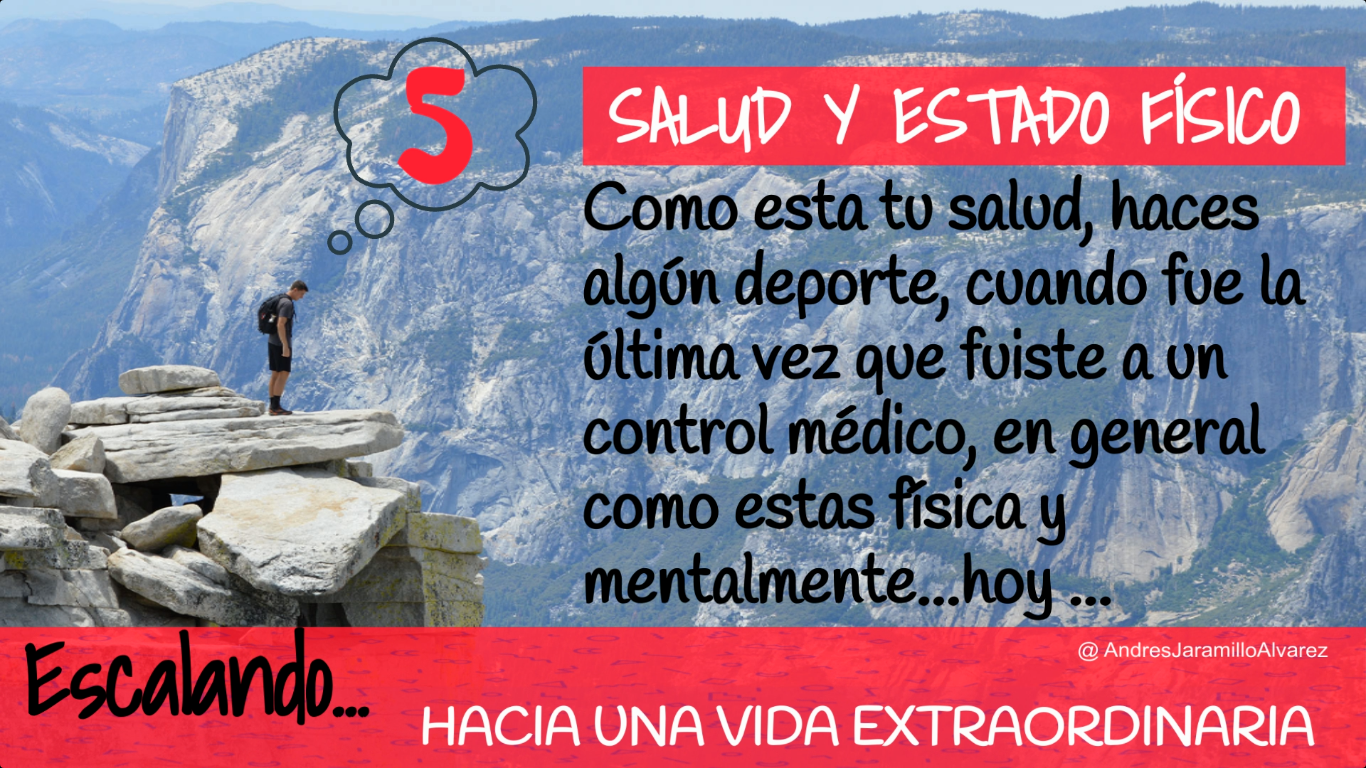 5
SALUD Y ESTADO FÍSICO
Como esta tu salud, haces
algún deporte, cuando fue la
última vez que fuiste a un
control médico, en general
como estas física y
mentalmente...hoy ...
@ AndresJaramilloAlvarez
Escalando...
HACIA UNA VIDA EXTRAORDINARIA